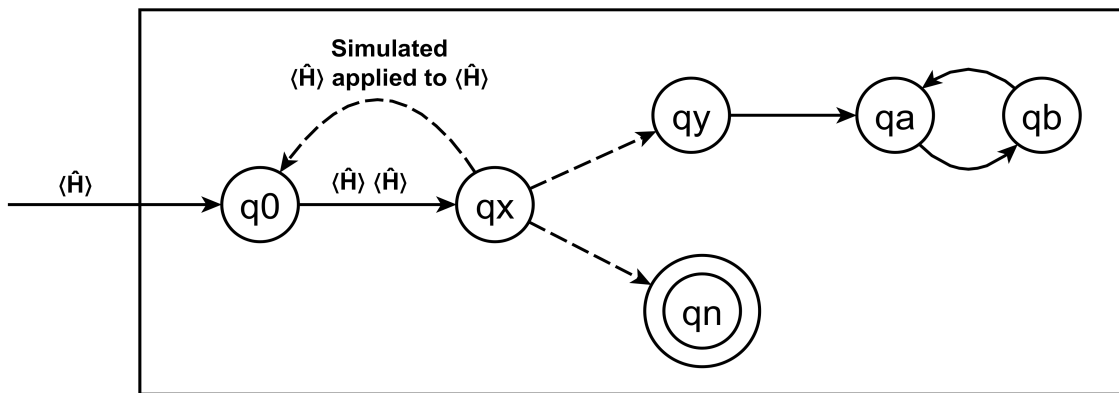 Simulated
⟨Ĥ⟩ applied to ⟨Ĥ⟩
⟨Ĥ⟩
q0
⟨Ĥ⟩ ⟨Ĥ⟩
qx
qy
qa
qb
qn